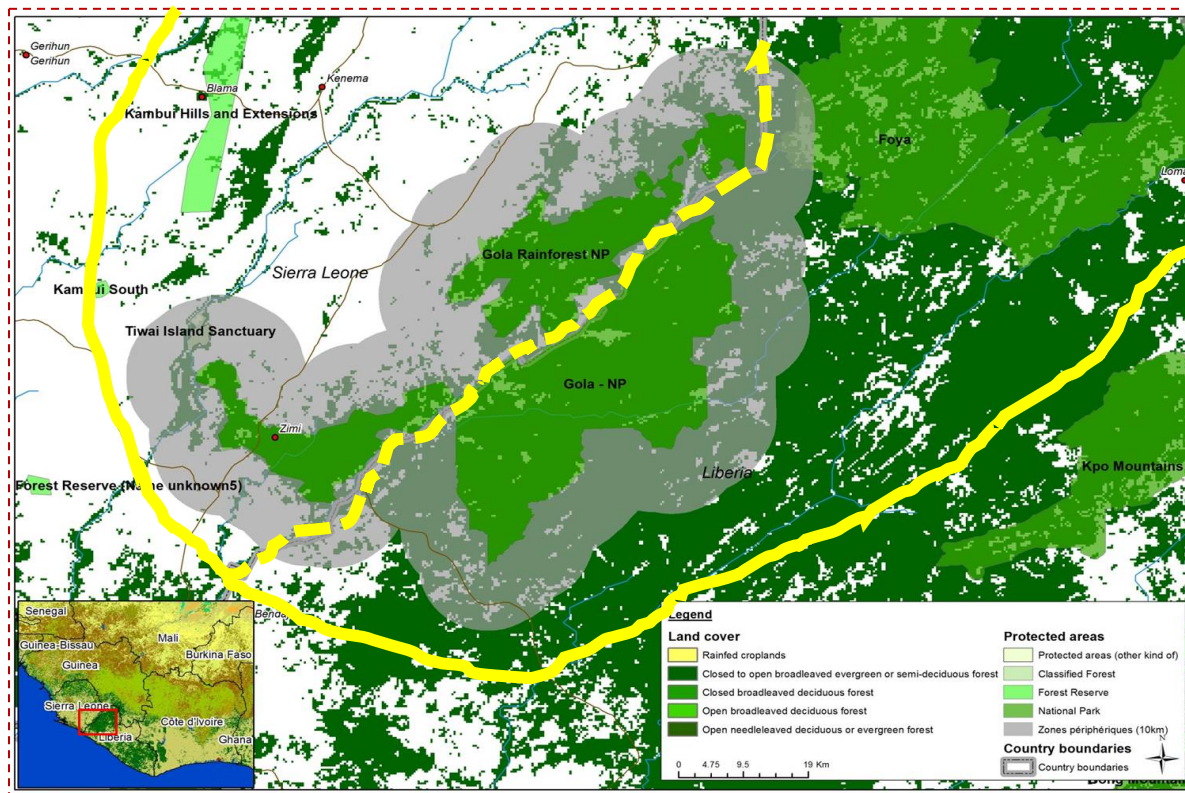 Gerihun
Gerihun
Blama
Kenema
Kambui Hills and Extensions
Foya
Loma
Gola Rainforest NP
Sierra Leone
Kambui South
Tiwai Island Sanctuary
Gola - NP
Zimi
Liberia
Kpo Mountains
Forest Reserve (Name unknown5)
Senegal
Mali
Guinea-Bissau
Burkina Faso
Guinea
Sierra Leone
Côte d'Ivoire
Liberia
Ghana
Legend
Land cover
Rainfed croplands
Closed to open broadleaved evergreen or semi-deciduous forest
Closed broadleaved deciduous forest
Open broadleaved deciduous forest
Open needleleaved deciduous or evergreen forest
0 4.75 9.5 19 Km
Protected areas
Protected areas (other kind of)
Classified Forest
Forest Reserve
National Park
Zones périphériques (10km)
Country boundaries
Country boundaries
N